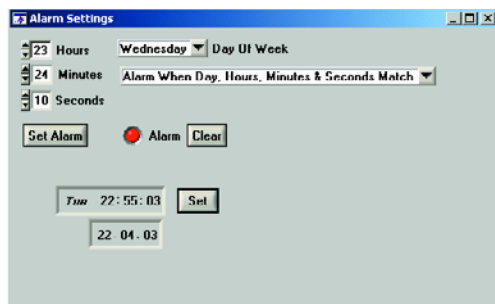 Alarm Settings
23 Hours Wednesday Day Of Week
24 Minutes Alarm When Day, Hours, Minutes & Seconds Match
10 Seconds
Set Alarm Alarm Clear
Tue 22:55:03 Set
22-04-03